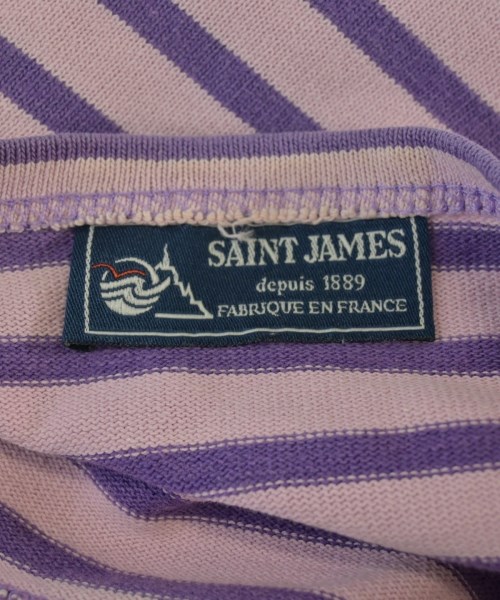 SAINT JAMES
depuis 1889
FABRIQUE EN FRANCE